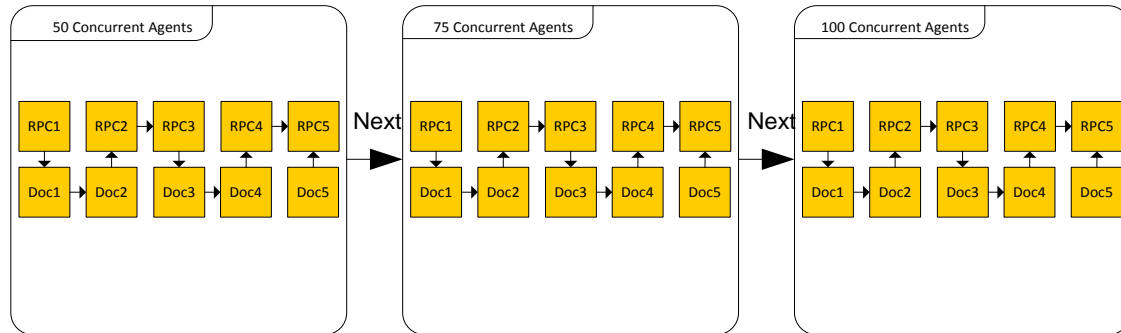 50 Concurrent Agents
75 Concurrent Agents
100 Concurrent Agents
RPC1 RPC2 RPC3 RPC4 RPC5
Next
RPC1 RPC2 RPC3 RPC4 RPC5
Next
RPC1 RPC2 RPC3 RPC4 RPC5
Doc1 Doc2 Doc3 Doc4 Doc5
Doc1 Doc2 Doc3 Doc4 Doc5
Doc1 Doc2 Doc3 Doc4 Doc5